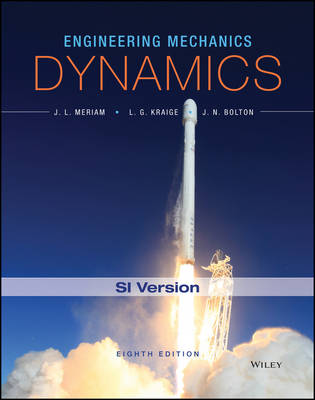 ENGINEERING MECHANICS
DYNAMICS
J. L. MERIAM • L. G. KRAIGE • J. N. BOLTON
SI Version
EIGHTH EDITION
WILEY